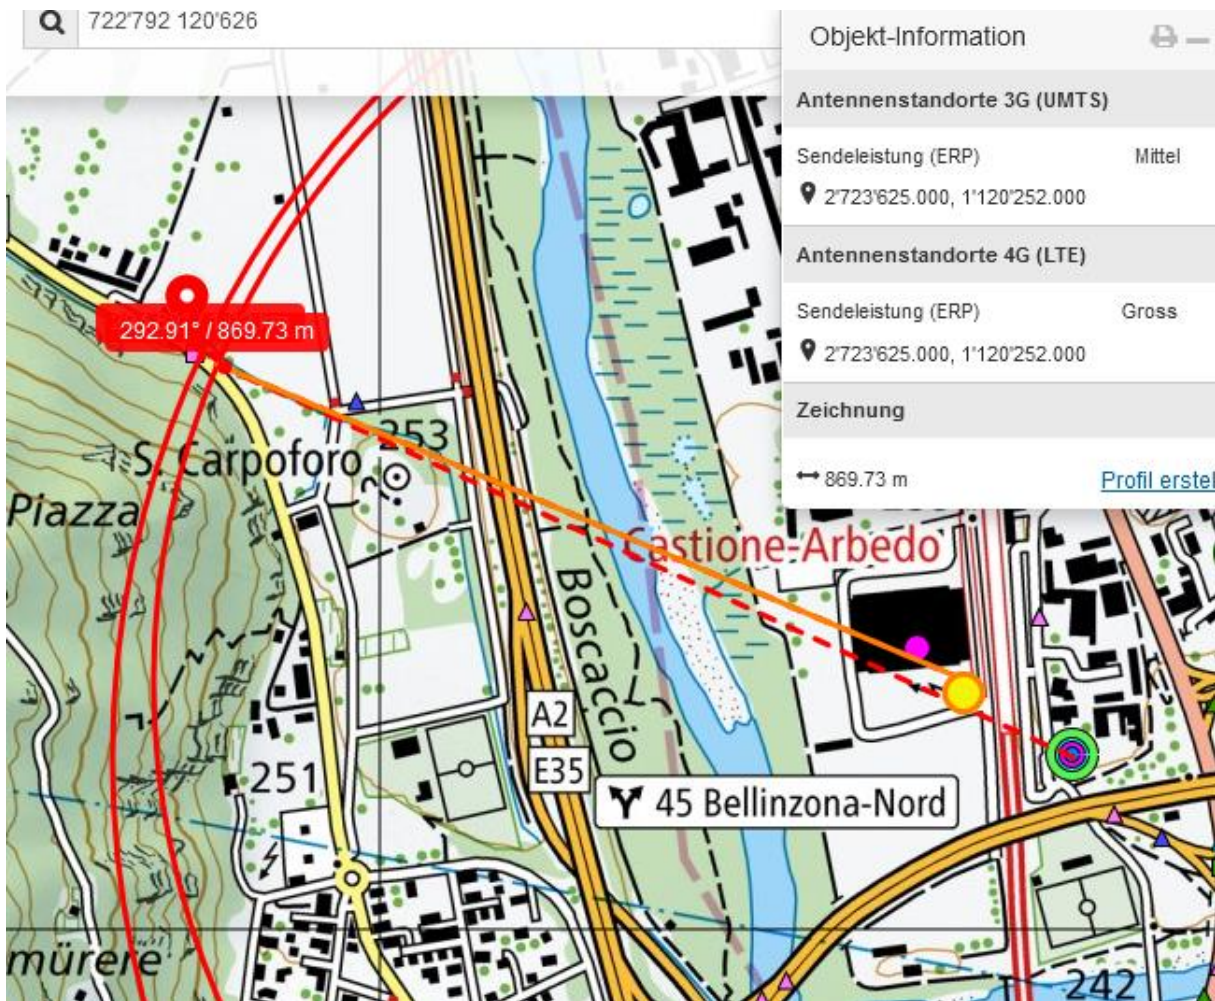 722'792 120'626
Objekt-Information
Antennenstandorte 3G (UMTS)
Sendeleistung (ERP) Mittel
2'723'625.000, 1'120'252.000
Antennenstandorte 4G (LTE)
Sendeleistung (ERP) Gross
2'723'625.000, 1'120'252.000
Zeichnung
869.73 m Profil erstel
292.91° / 869.73 m
253
S. Carpoforo
Piazza
Castione-Arbedo
Boscaccio
A2
E35
251
45 Bellinzona-Nord
mürere
242